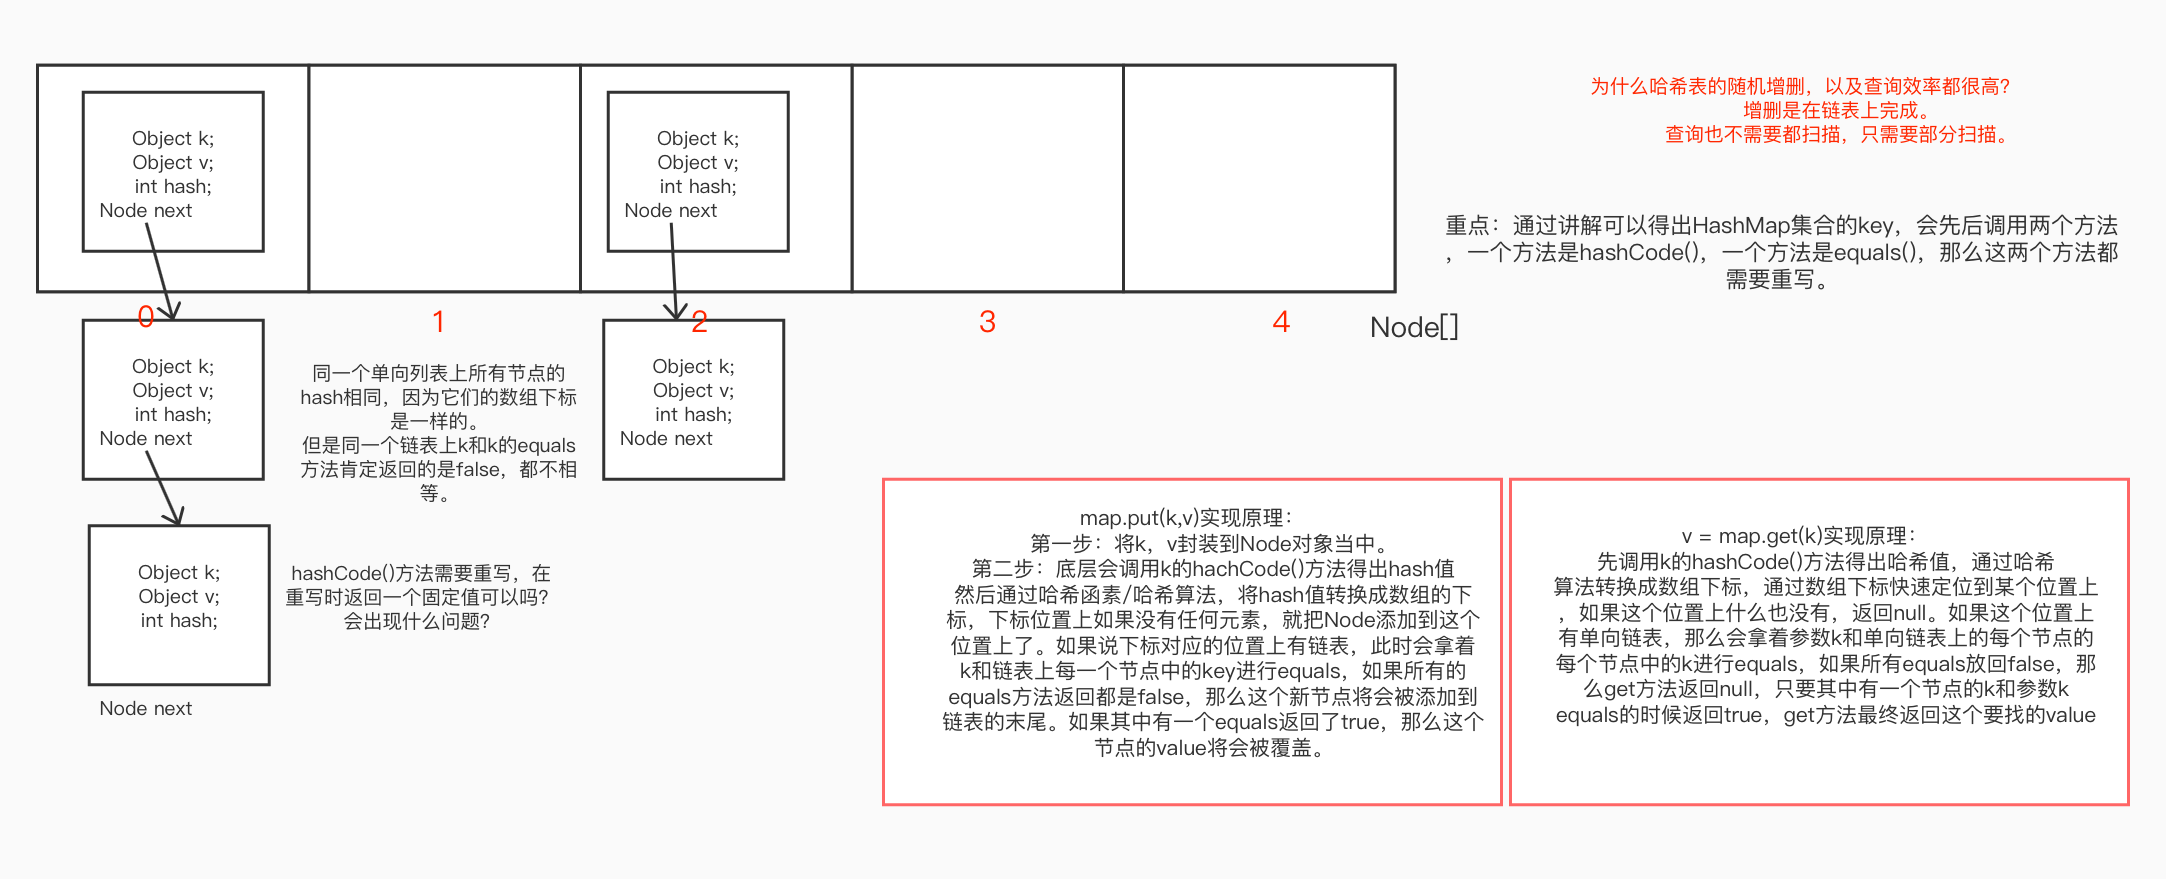 Object k;
Object v;
int hash;
Node next
Object k;
Object v;
int hash;
Node next
为什么哈希表的随机增删，以及查询效率都很高？
增删是在链表上完成。
查询也不需要都扫描，只需要部分扫描。
重点：通过讲解可以得出HashMap集合的key，会先后调用两个方法
，一个方法是hashCode()，一个方法是equals()，那么这两个方法都
需要重写。
0
1
2
3
4
Node[]
Object k;
Object v;
int hash;
Node next
同一个单向列表上所有节点的
hash相同，因为它们的数组下标
是一样的。
但是同一个链表上k和k的equals
方法肯定返回的是false，都不相
等。
Object k;
Object v;
int hash;
Node next
Object k;
Object v;
int hash;
Node next
hashCode()方法需要重写，在
重写时返回一个固定值可以吗？
会出现什么问题？
map.put(k,v)实现原理：
第一步：将k，v封装到Node对象当中。
第二步：底层会调用k的hachCode()方法得出hash值
然后通过哈希函素/哈希算法，将hash值转换成数组的下
标，下标位置上如果没有任何元素，就把Node添加到这个
位置上了。如果说下标对应的位置上有链表，此时会拿着
k和链表上每一个节点中的key进行equals，如果所有的
equals方法返回都是false，那么这个新节点将会被添加到
链表的末尾。如果其中有一个equals返回了true，那么这个
节点的value将会被覆盖。
v = map.get(k)实现原理：
先调用k的hashCode()方法得出哈希值，通过哈希
算法转换成数组下标，通过数组下标快速定位到某个位置上
，如果这个位置上什么也没有，返回null。如果这个位置上
有单向链表，那么会拿着参数k和单向链表上的每个节点的
每个节点中的k进行equals，如果所有equals放回false，那
么get方法返回null，只要其中有一个节点的k和参数k
equals的时候返回true，get方法最终返回这个要找的value